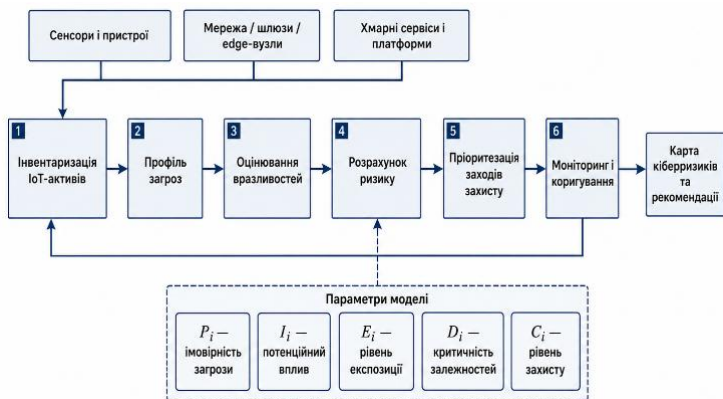 Сенсори і пристрої
Мережа / шлюзи /
edge-вузли
Хмарні сервіси і
платформи
1
Інвентаризація
IoT-активів
2
Профіль
загроз
3
Оцінювання
вразливостей
4
Розрахунок
ризику
5
Пріоритезація
заходів
захисту
6
Моніторинг і
коригування
Карта
кіберризиків
та
рекомендації
Параметри моделі
Pᵢ —
імовірність
загрози
Iᵢ —
потенційний
вплив
Eᵢ —
рівень
експозиції
Dᵢ —
критичність
залежностей
Cᵢ —
рівень
захисту